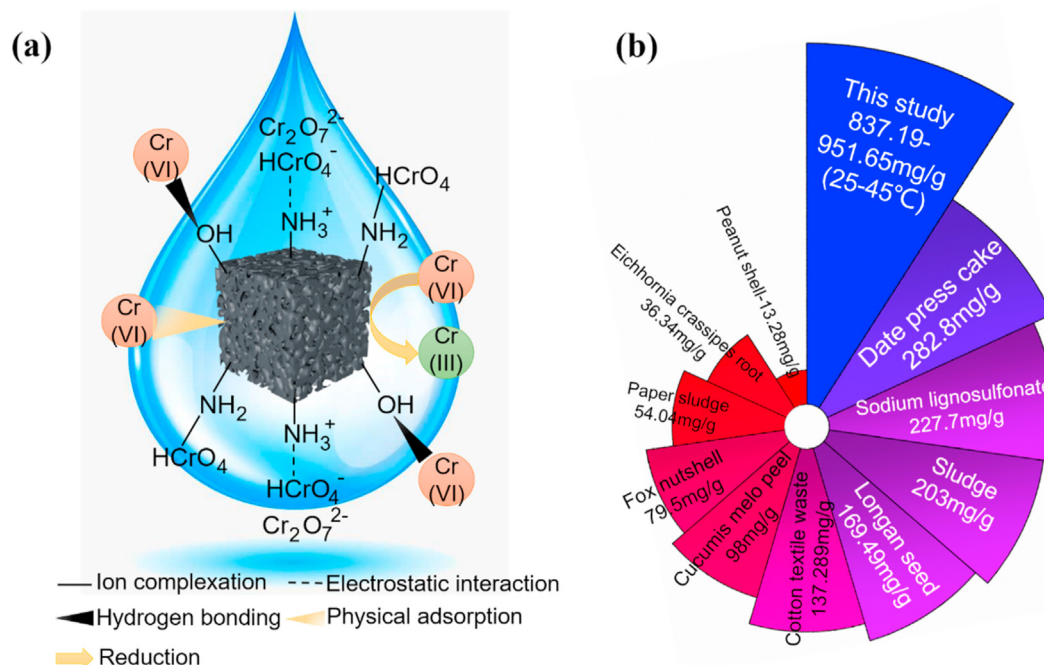 (a)
Cr₂O₇²⁻
HCrO₄⁻
HCrO₄
Cr
(VI)
NH₃⁺
NH₂
OH
Cr
(VI)
Cr
(VI)
Cr
(III)
NH₂
OH
NH₃⁺
HCrO₄
HCrO₄⁻
Cr
(VI)
Cr₂O₇²⁻
Ion complexation
Electrostatic interaction
Hydrogen bonding
Physical adsorption
Reduction
(b)
This study
837.19-
951.65mg/g
(25-45℃)
Date press cake
282.8mg/g
Sodium lignosulfonate
227.7mg/g
Sludge
203mg/g
Longan seed
169.49mg/g
Cotton textile waste
137.289mg/g
Cucumis melo peel
98mg/g
Fox nutshell
79.5mg/g
Paper sludge
54.04mg/g
Eichhornia crassipes root
36.34mg/g
Peanut shell-13.28mg/g